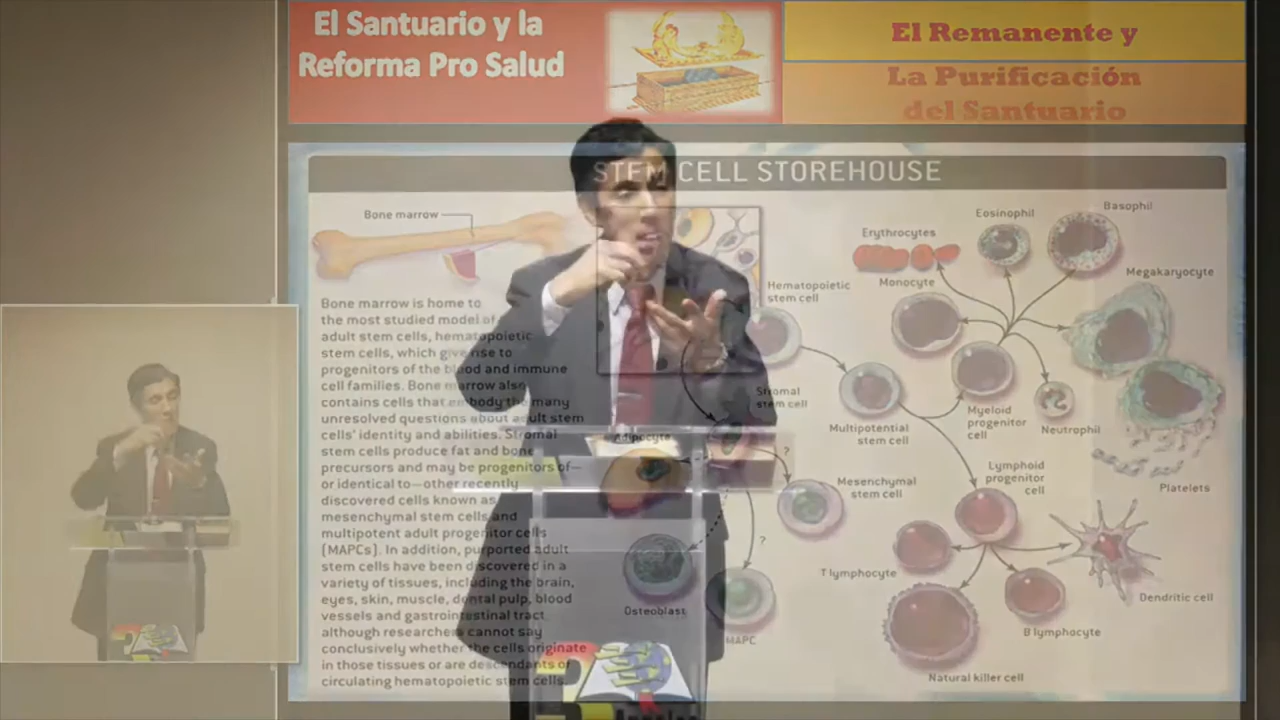 El Santuario y la
Reforma Pro Salud
El Remanente y
La Purificación
del Santuario
STEM CELL STOREHOUSE
Bone marrow
Bone marrow is home to
the most studied model of
adult stem cells, hematopoietic
stem cells, which give rise to
progenitors of the blood and immune
cell families. Bone marrow also
contains cells that embody the many
unresolved questions about adult stem
cells' identity and abilities. Stromal
stem cells produce fat and bone
precursors and may be progenitors of—
or identical to—other recently
discovered cells known as
mesenchymal stem cells and
multipotent adult progenitor cells
[MAPCs]. In addition, purported adult
stem cells have been discovered in a
variety of tissues, including the brain,
eyes, skin, muscle, dental pulp, blood
vessels and gastrointestinal tract
although researchers cannot say
conclusively whether the cells originate
in those tissues or are descendants of
circulating hematopoietic stem cells.
Hematopoietic
stem cell
Stromal
stem cell
Adipocyte
?
Mesenchymal
stem cell
?
Osteoblast
MAPC
Multipotential
stem cell
Erythrocytes
Eosinophil
Basophil
Monocyte
Megakaryocyte
Myeloid
progenitor
cell
Neutrophil
Platelets
Lymphoid
progenitor
cell
T lymphocyte
B lymphocyte
Dendritic cell
Natural killer cell